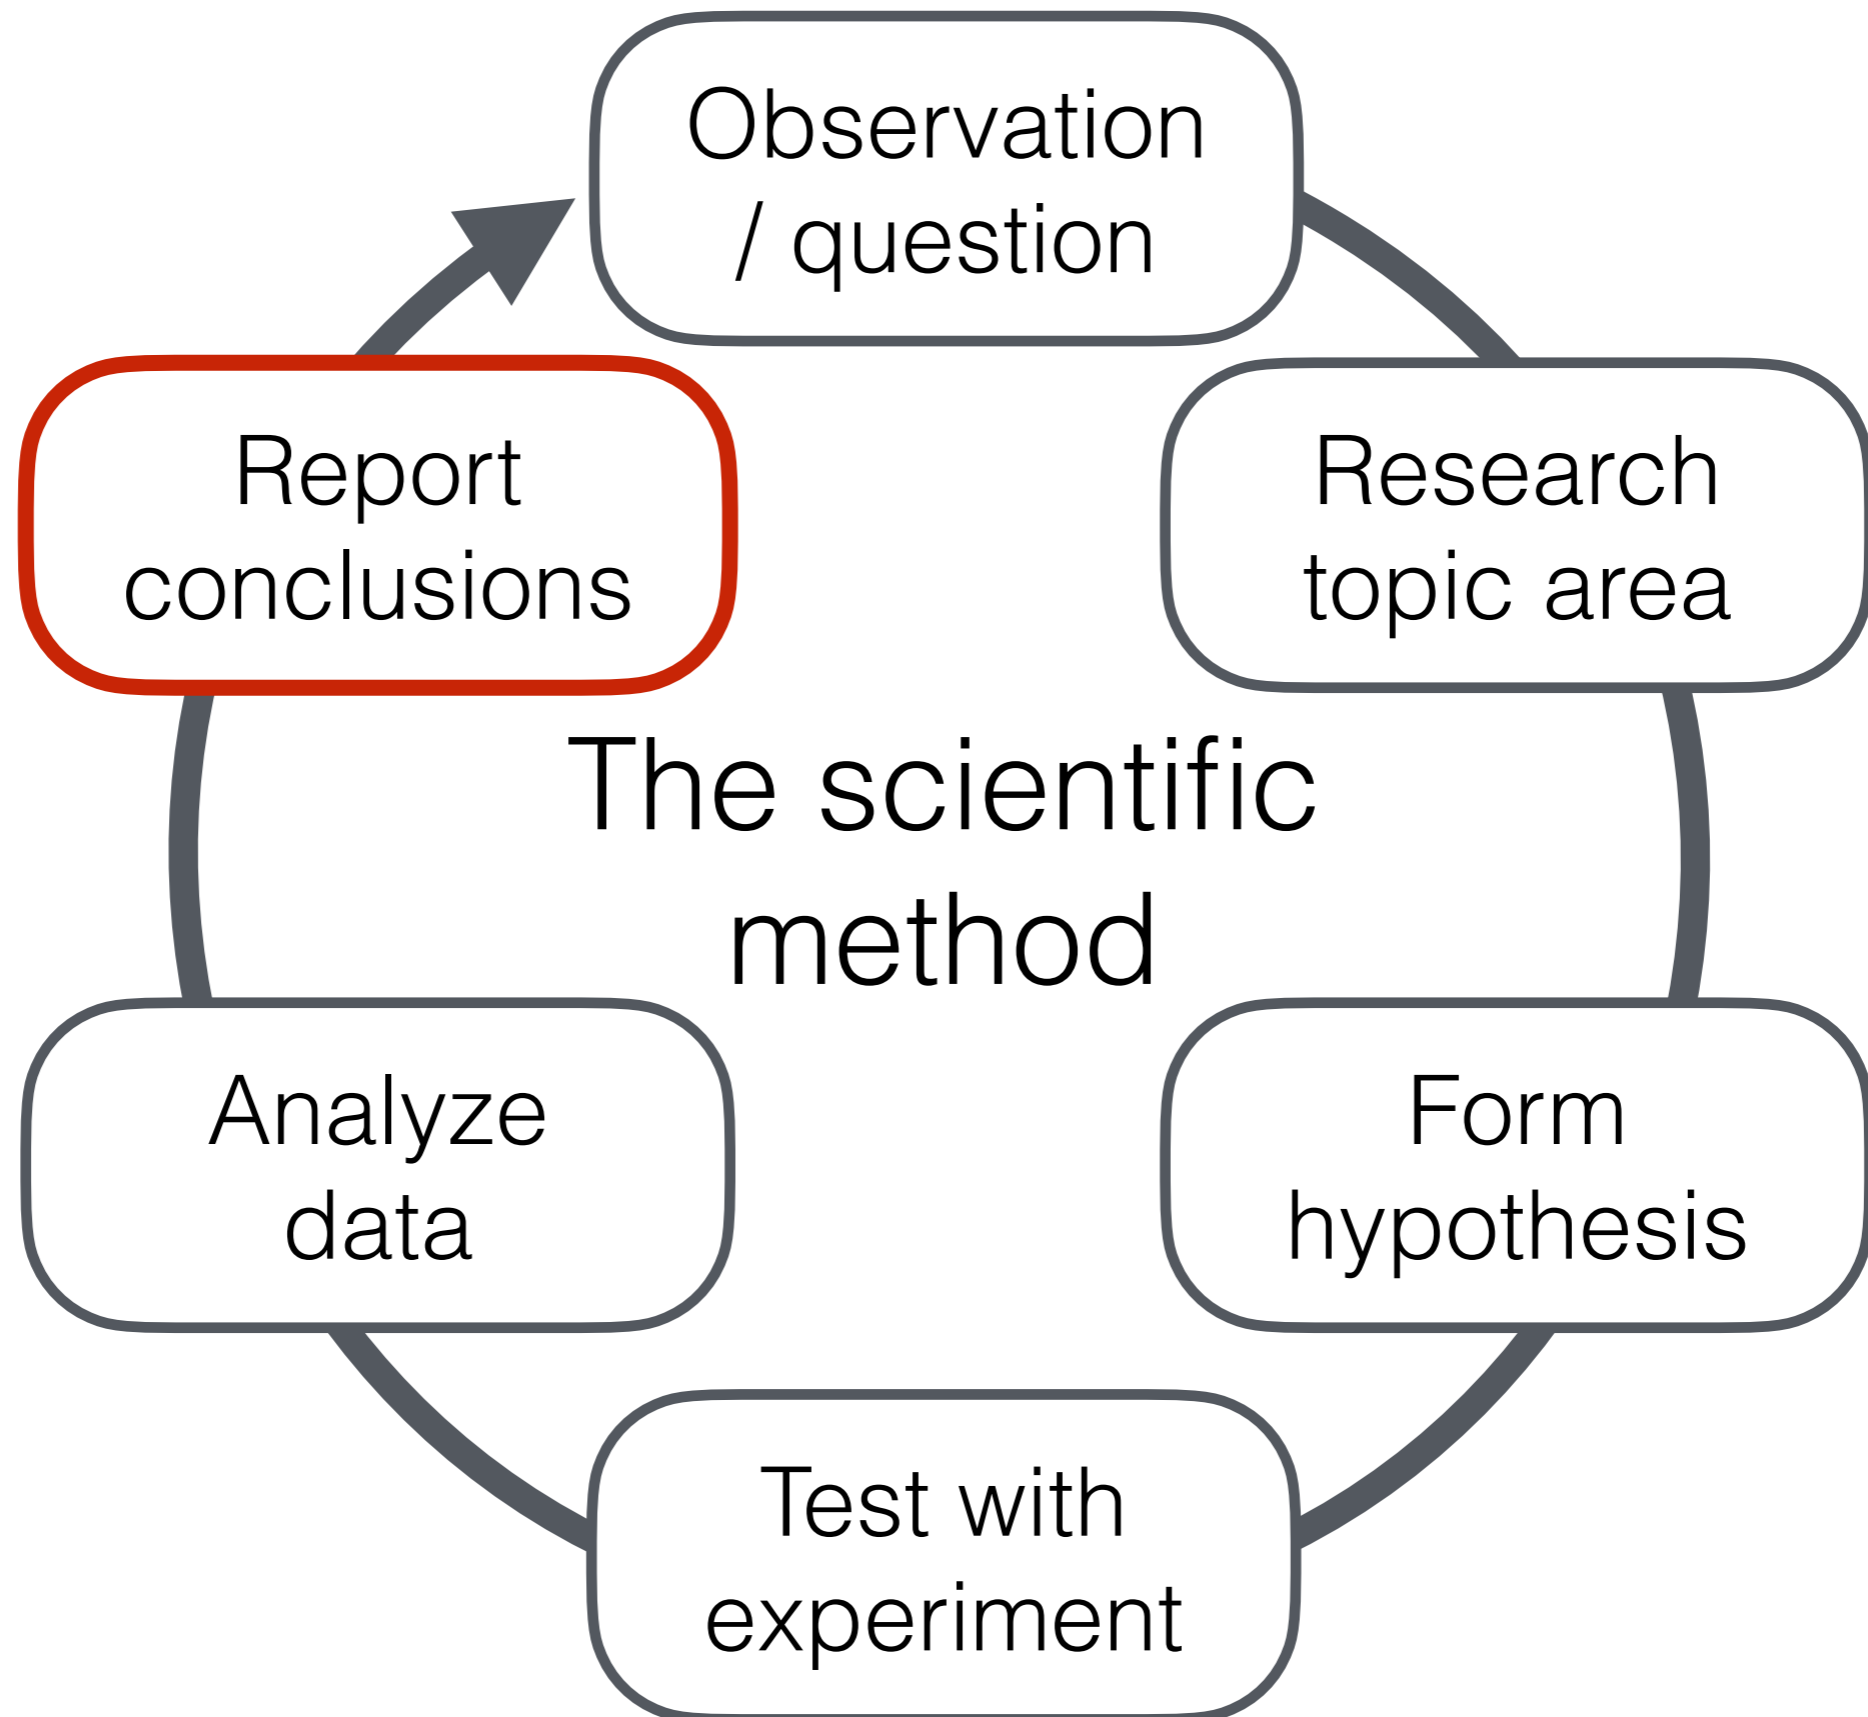 Observation
/ question
Research
topic area
Form
hypothesis
Test with
experiment
Analyze
data
Report
conclusions
The scientific
method